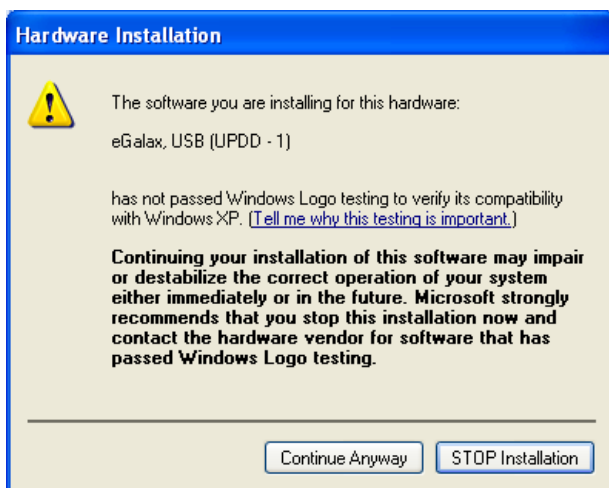 Hardware Installation
The software you are installing for this hardware:
eGalax, USB (UPDD - 1)
has not passed Windows Logo testing to verify its compatibility
with Windows XP. (Tell me why this testing is important.)
Continuing your installation of this software may impair
or destabilize the correct operation of your system
either immediately or in the future. Microsoft strongly
recommends that you stop this installation now and
contact the hardware vendor for software that has
passed Windows Logo testing.
Continue Anyway STOP Installation